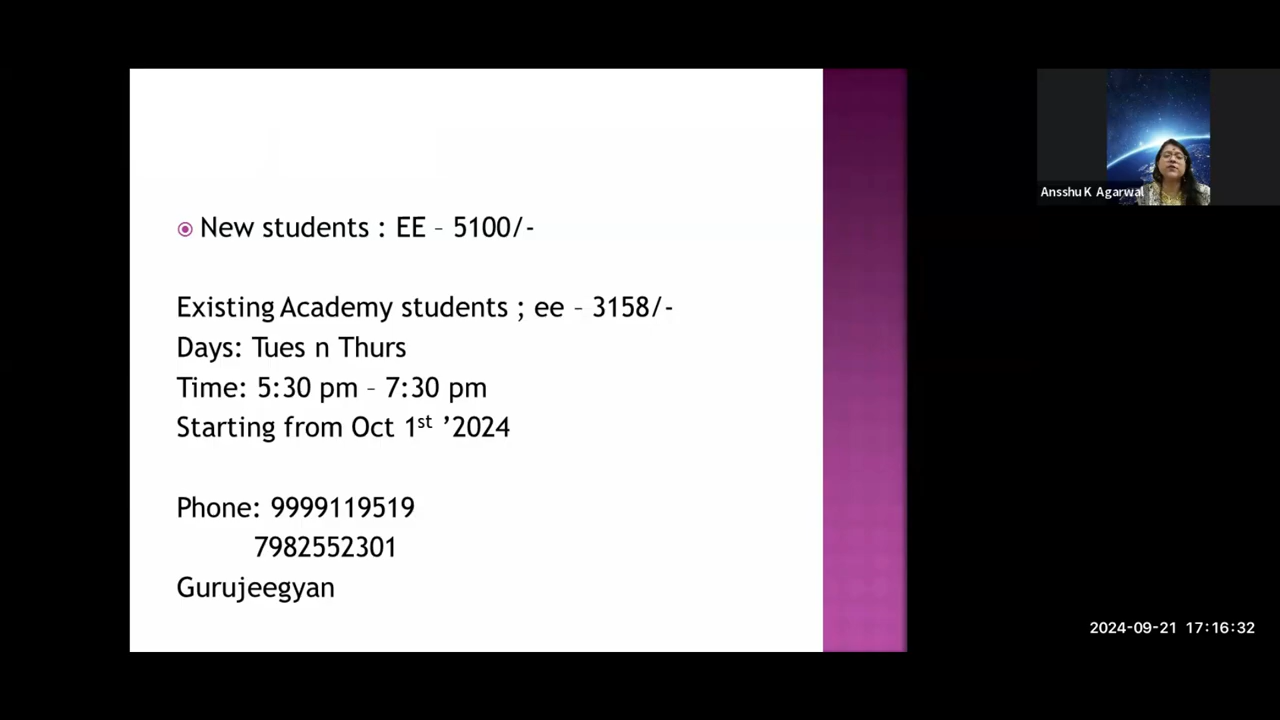 New students : EE – 5100/-
Existing Academy students ; ee – 3158/-
Days: Tues n Thurs
Time: 5:30 pm – 7:30 pm
Starting from Oct 1st ’2024
Phone: 9999119519
7982552301
Gurujeegyan
Ansshu K Agarwal
2024-09-21 17:16:32